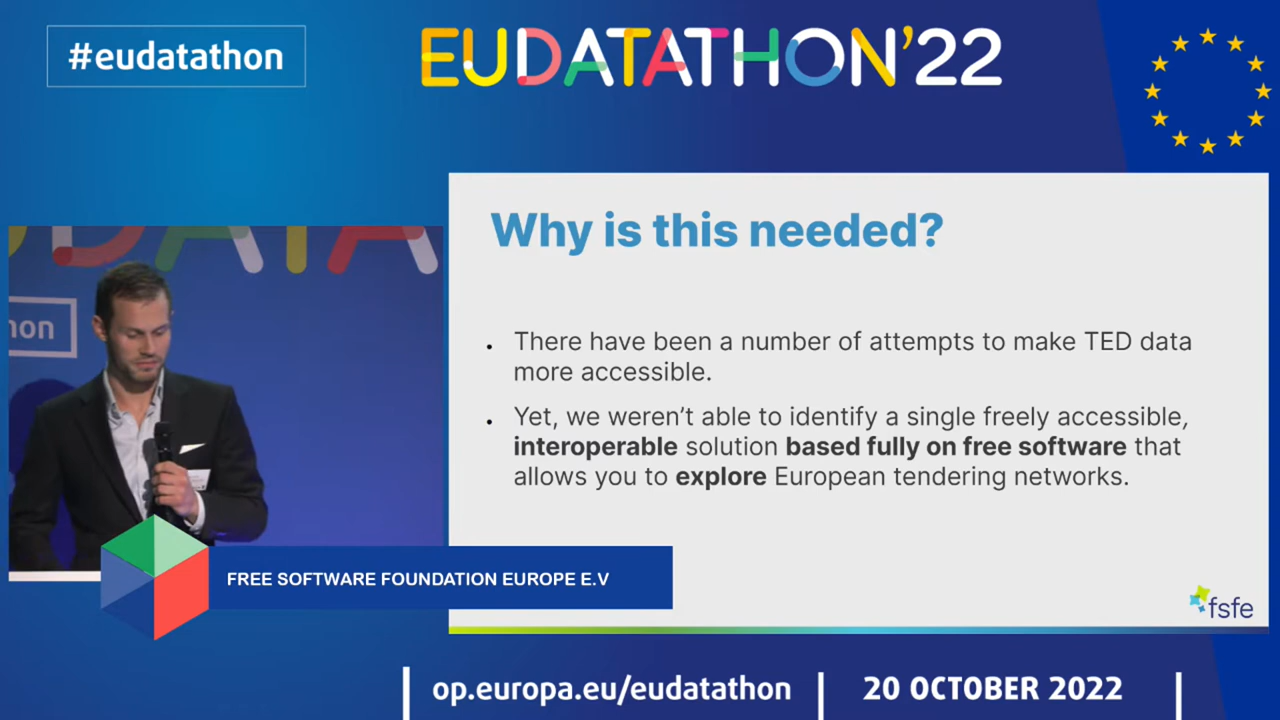 #eudatathon
EUDATATHON'22
Why is this needed?
There have been a number of attempts to make TED data
more accessible.
Yet, we weren't able to identify a single freely accessible,
interoperable solution based fully on free software that
allows you to explore European tendering networks.
EUDATA
hon
FREE SOFTWARE FOUNDATION EUROPE E.V
fsfe
op.europa.eu/eudatathon
20 OCTOBER 2022